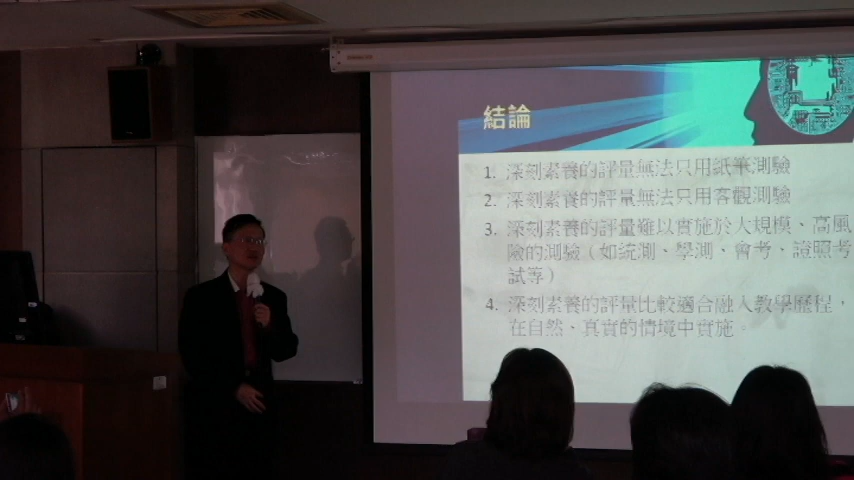 結論
1. 深刻素養的評量無法只用紙筆測驗
2. 深刻素養的評量無法只用客觀測驗
3. 深刻素養的評量難以實施於大規模、高風
險的測驗（如統測、學測、會考、證照考
試等）
4. 深刻素養的評量比較適合融入教學歷程，
在自然、真實的情境中實施